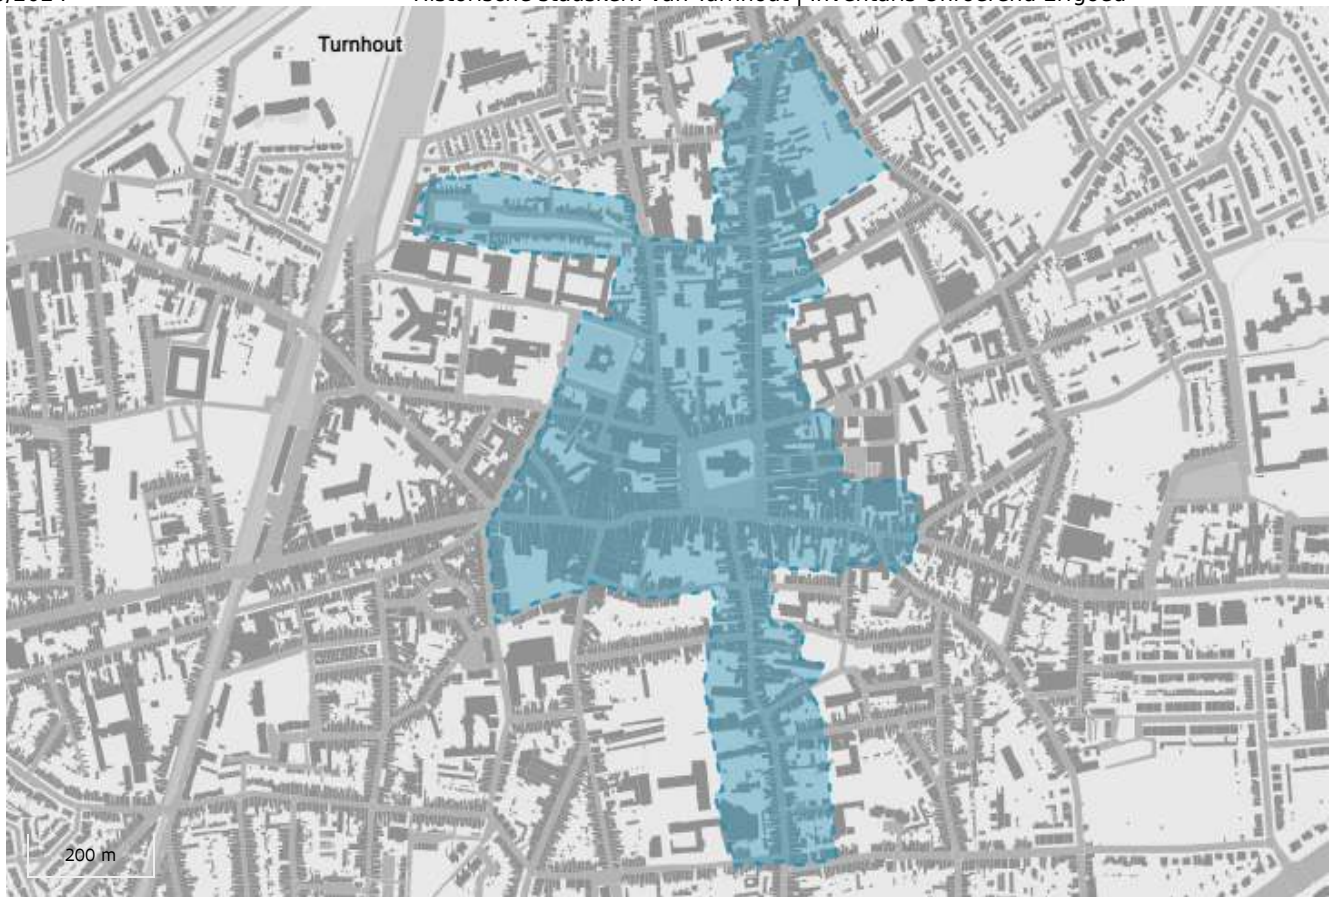 Historische stadskern van Turnhout | Inventaris Onroerend Erfgoed
Turnhout
200 m